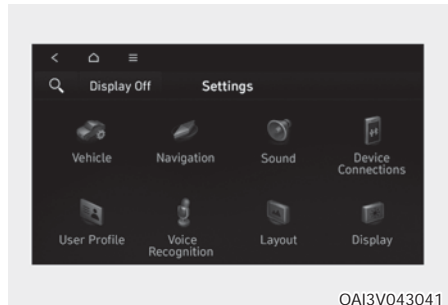 Display Off
Settings
Vehicle
Navigation
Sound
Device
Connections
User Profile
Voice
Recognition
Layout
Display
OAI3V043041